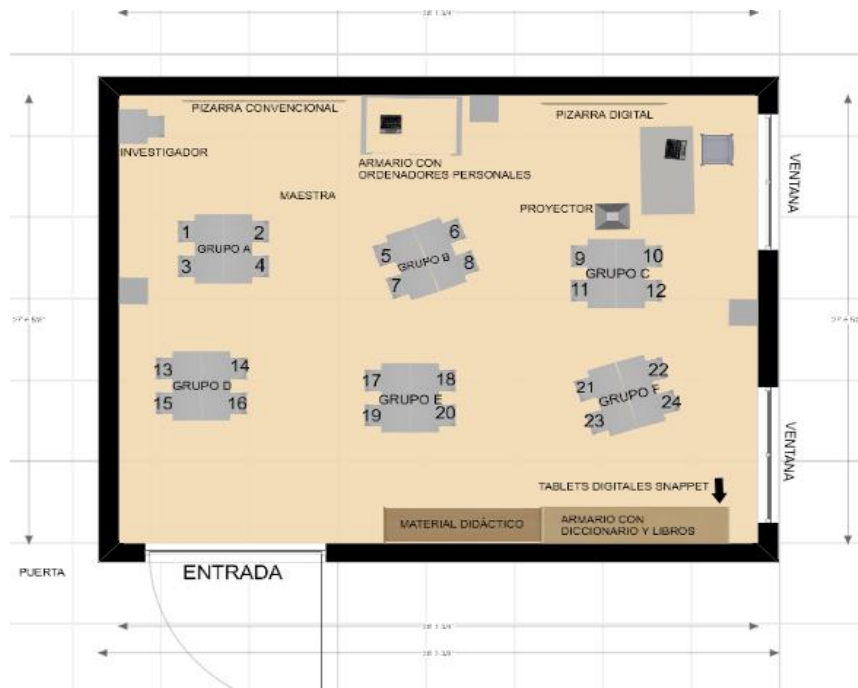 PIZARRA CONVENCIONAL
PIZARRA DIGITAL
INVESTIGADOR
ARMARIO CON
ORDENADORES PERSONALES
VENTANA
MAESTRA
PROYECTOR
1 2
GRUPO A
3 4
5 6
GRUPO B
7 8
9 10
GRUPO C
11 12
13 14
GRUPO D
15 16
17 18
GRUPO E
19 20
21 22
GRUPO F
23 24
VENTANA
TABLETS DIGITALES SNAPPET
MATERIAL DIDÁCTICO
ARMARIO CON
DICCIONARIO Y LIBROS
PUERTA
ENTRADA